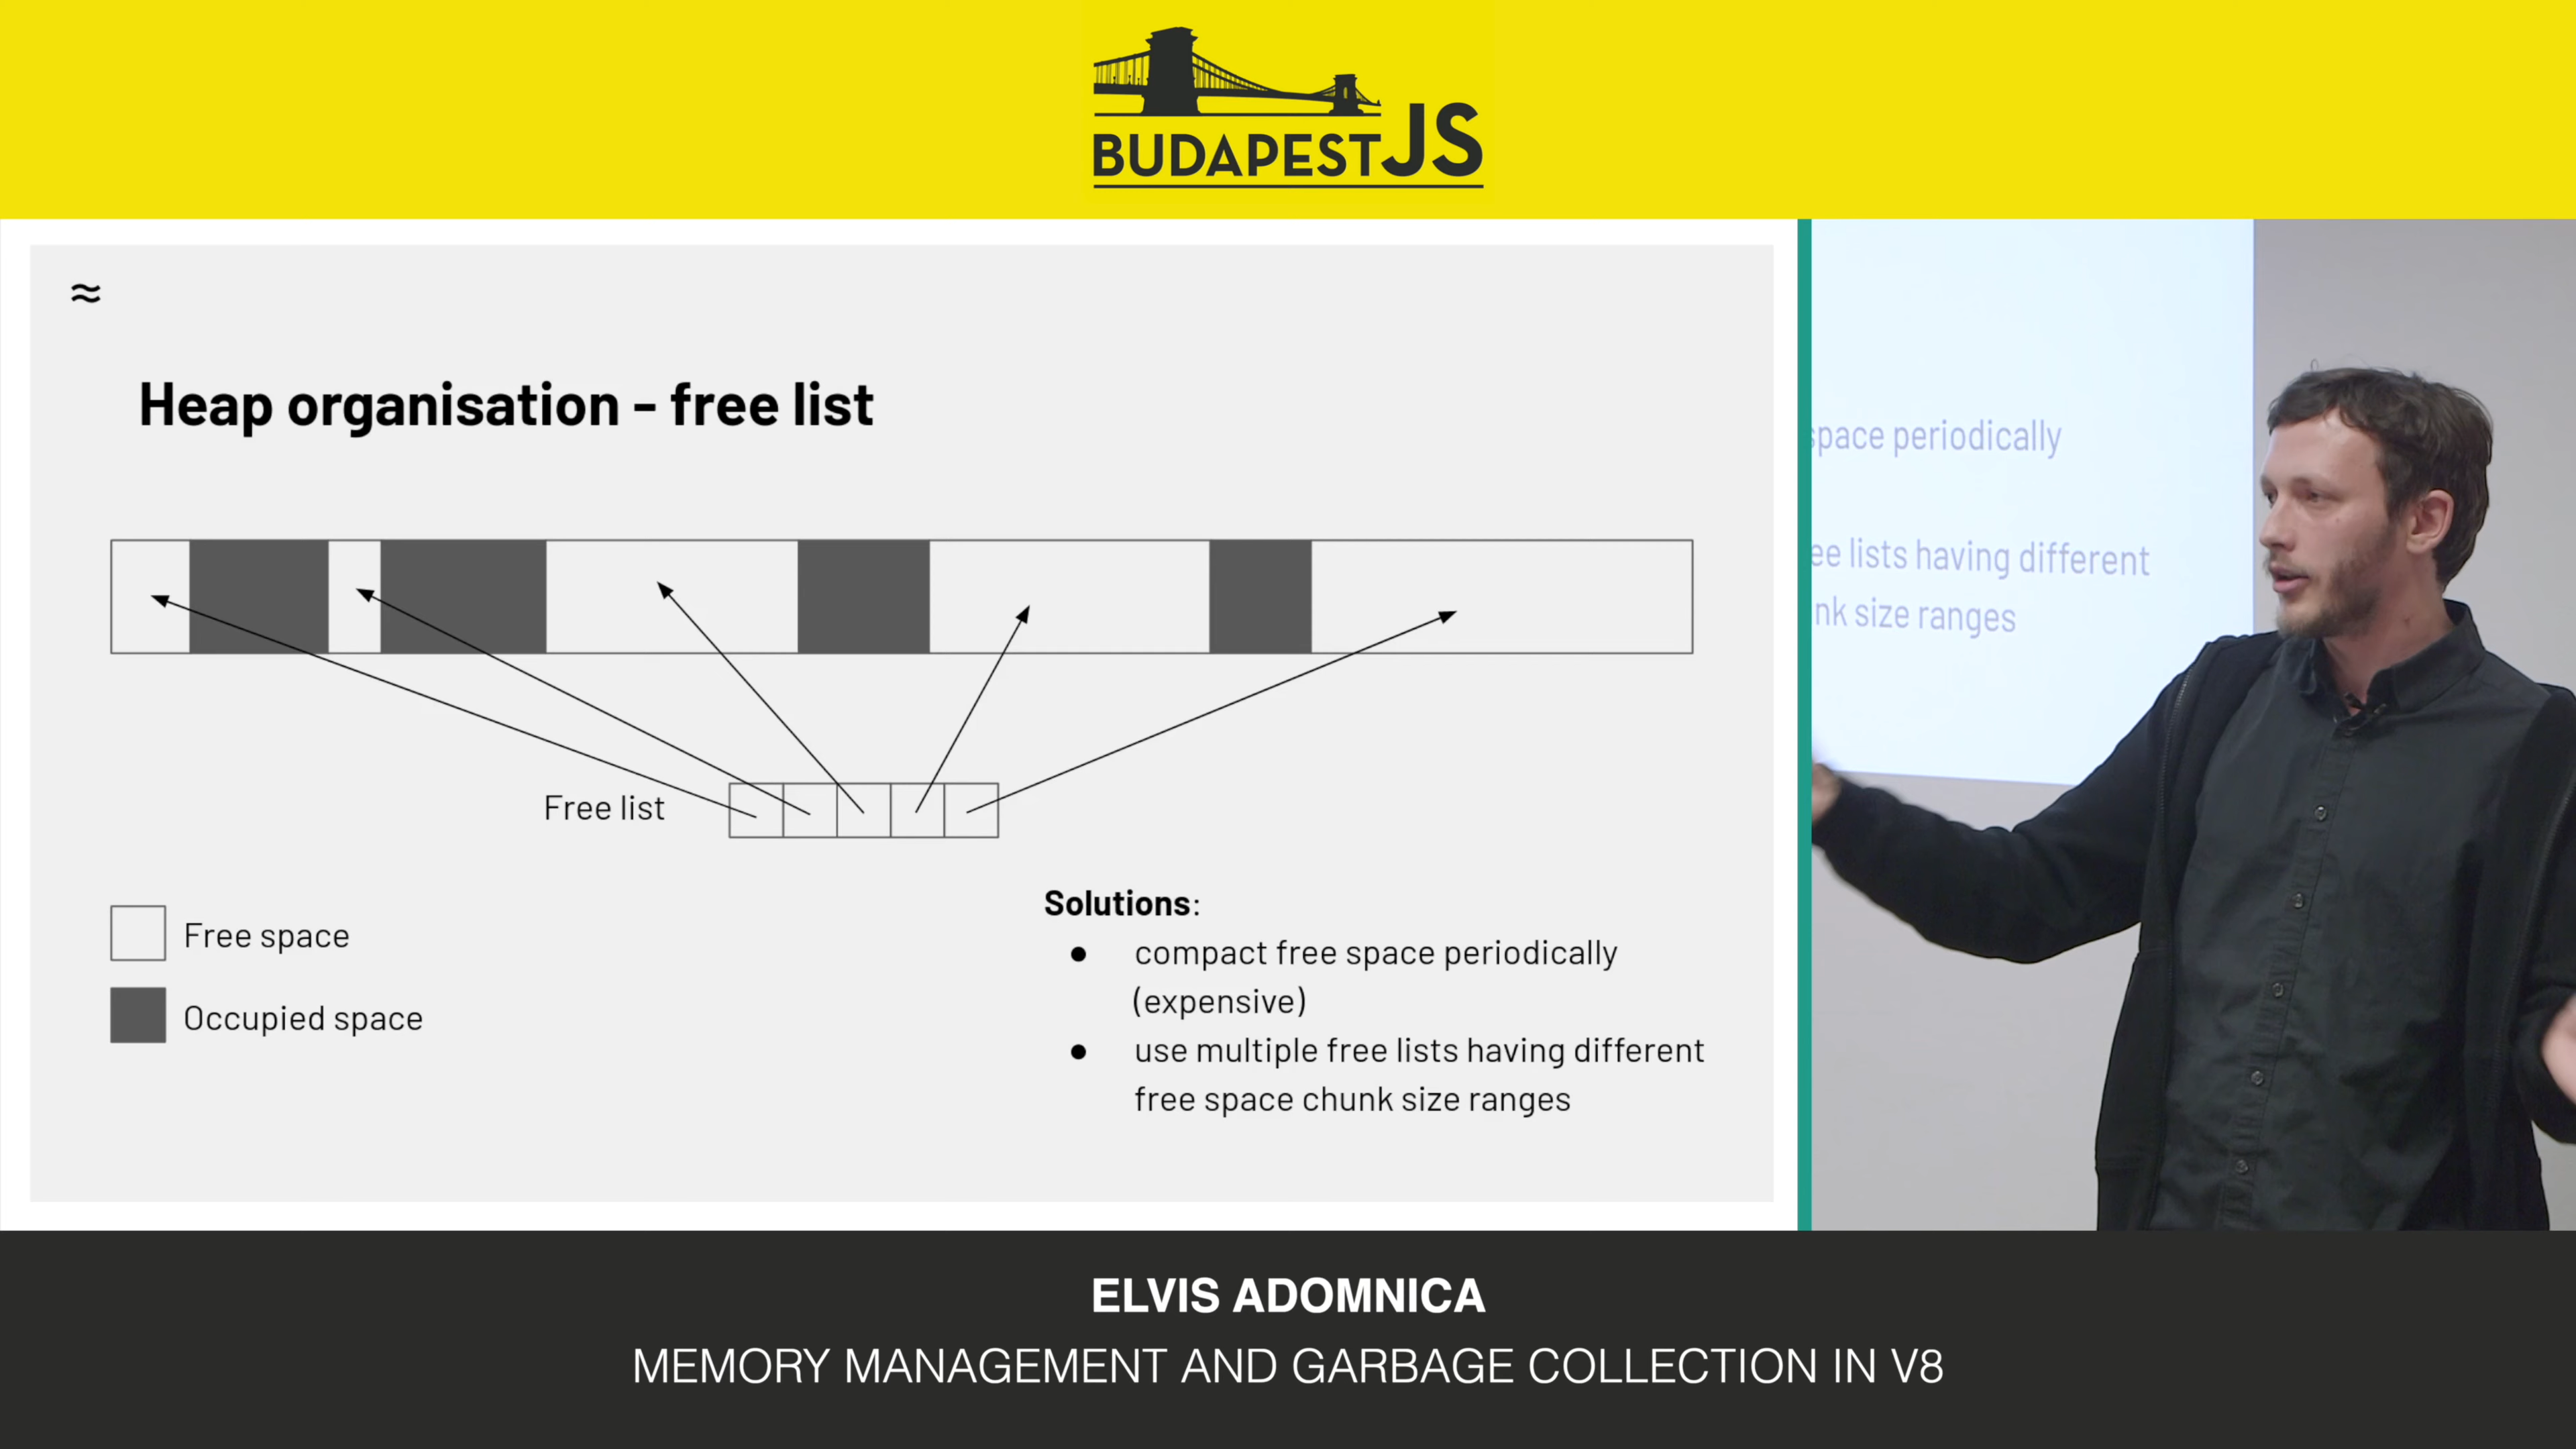 BUDAPESTJS
≈
Heap organisation - free list
Free list
Free space
Occupied space
Solutions:
● compact free space periodically
(expensive)
● use multiple free lists having different
free space chunk size ranges
space periodically
ee lists having different
nk size ranges
ELVIS ADOMNICA
MEMORY MANAGEMENT AND GARBAGE COLLECTION IN V8